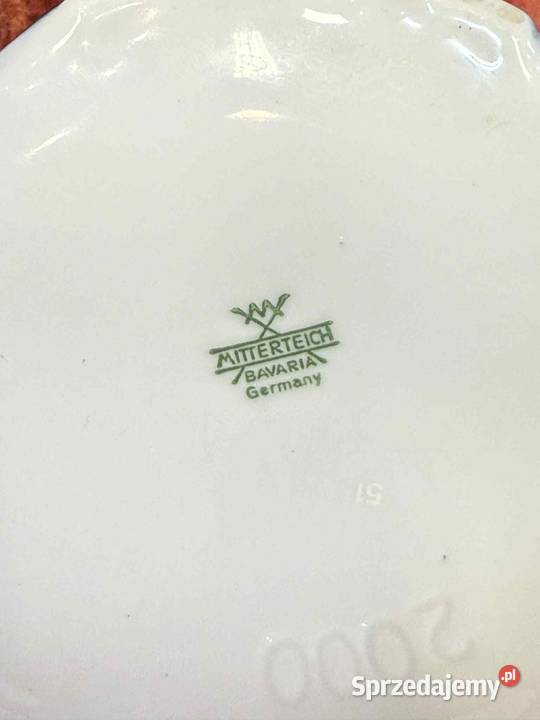 MITTERTEICH
BAVARIA
Germany
51
2000
Sprzedajemy.pl